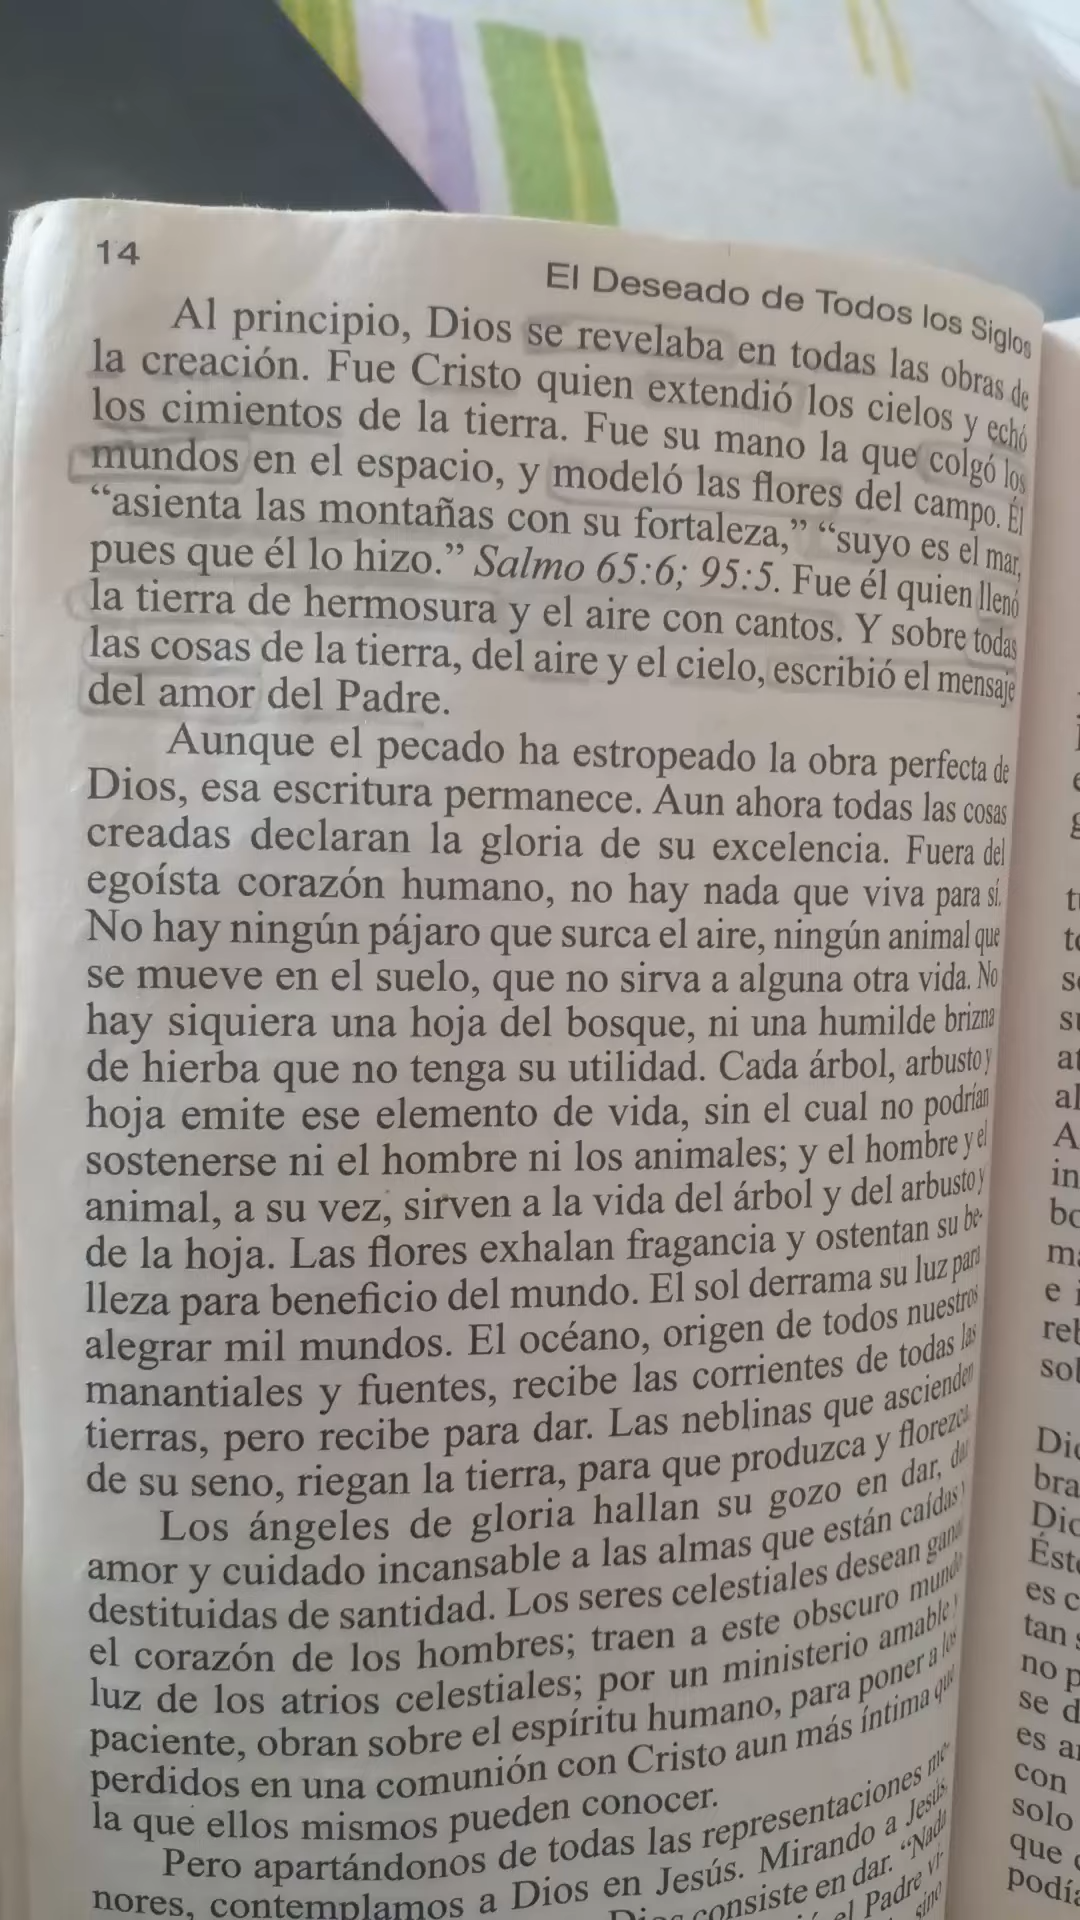 14
El Deseado de Todos los Siglos
Al principio, Dios se revelaba en todas las obras de
la creación. Fue Cristo quien extendió los cielos y echó
los cimientos de la tierra. Fue su mano la que colgó los
mundos en el espacio, y modeló las flores del campo. Él
“asienta las montañas con su fortaleza,” “suyo es el mar,
pues que él lo hizo.” Salmo 65:6; 95:5. Fue él quien llenó
la tierra de hermosura y el aire con cantos. Y sobre todas
las cosas de la tierra, del aire y el cielo, escribió el mensaje
del amor del Padre.
Aunque el pecado ha estropeado la obra perfecta de
Dios, esa escritura permanece. Aun ahora todas las cosas
creadas declaran la gloria de su excelencia. Fuera del
egoísta corazón humano, no hay nada que viva para sí.
No hay ningún pájaro que surca el aire, ningún animal que
se mueve en el suelo, que no sirva a alguna otra vida. No
hay siquiera una hoja del bosque, ni una humilde brizna
de hierba que no tenga su utilidad. Cada árbol, arbusto y
hoja emite ese elemento de vida, sin el cual no podrían
sostenerse ni el hombre ni los animales; y el hombre y el
animal, a su vez, sirven a la vida del árbol y del arbusto y
de la hoja. Las flores exhalan fragancia y ostentan su be-
lleza para beneficio del mundo. El sol derrama su luz para
alegrar mil mundos. El océano, origen de todos nuestros
manantiales y fuentes, recibe las corrientes de todas las
tierras, pero recibe para dar. Las neblinas que ascienden
de su seno, riegan la tierra, para que produzca y florezca.
Los ángeles de gloria hallan su gozo en dar, dar
amor y cuidado incansable a las almas que están caídas y
destituidas de santidad. Los seres celestiales desean ganar
el corazón de los hombres; traen a este obscuro mundo
luz de los atrios celestiales; por un ministerio amable y
paciente, obran sobre el espíritu humano, para poner a los
perdidos en una comunión con Cristo aun más íntima que
la que ellos mismos pueden conocer.
Pero apartándonos de todas las representaciones me-
nores, contemplamos a Dios en Jesús. Mirando a Jesús,
consiste en dar. “Nada
el Padre vi-
sino